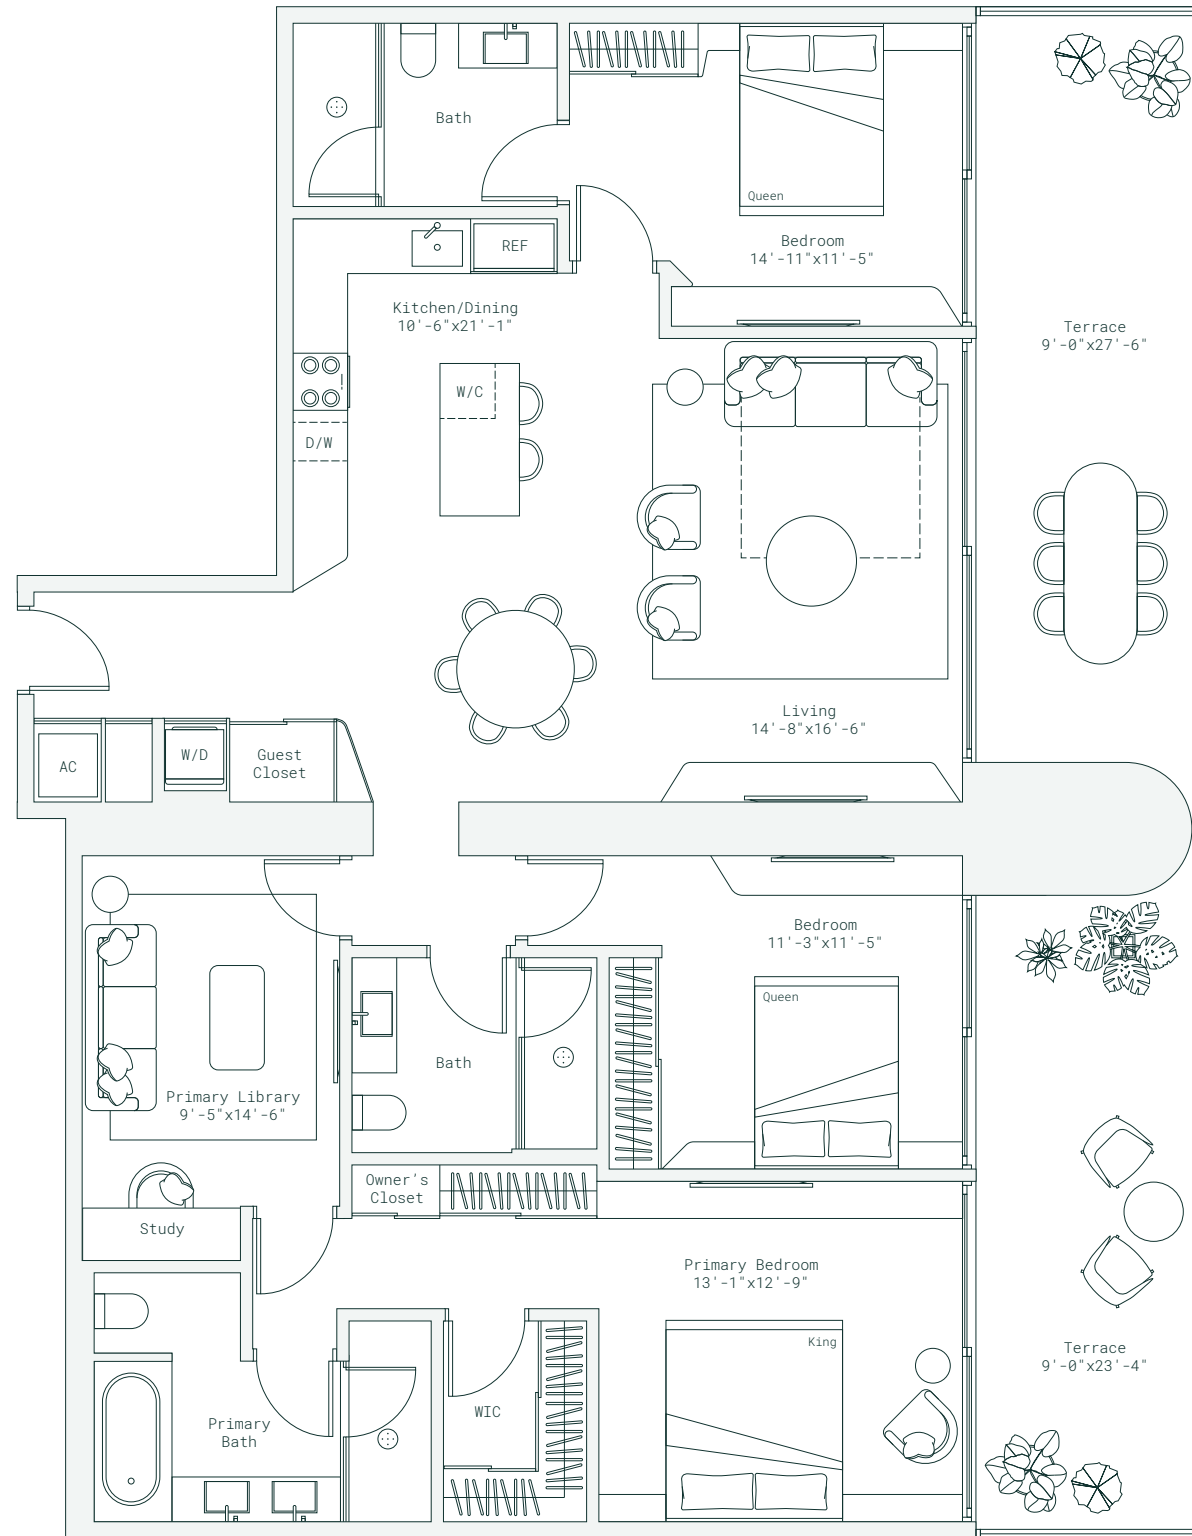 Bath
Queen
REF
Bedroom
14'-11"x11'-5"
Kitchen/Dining
10'-6"x21'-1"
Terrace
9'-0"x27'-6"
W/C
D/W
Living
14'-8"x16'-6"
AC
W/D
Guest
Closet
Bedroom
11'-3"x11'-5"
Queen
Bath
Primary Library
9'-5"x14'-6"
Owner's
Closet
Study
Primary Bedroom
13'-1"x12'-9"
King
Terrace
9'-0"x23'-4"
WIC
Primary
Bath